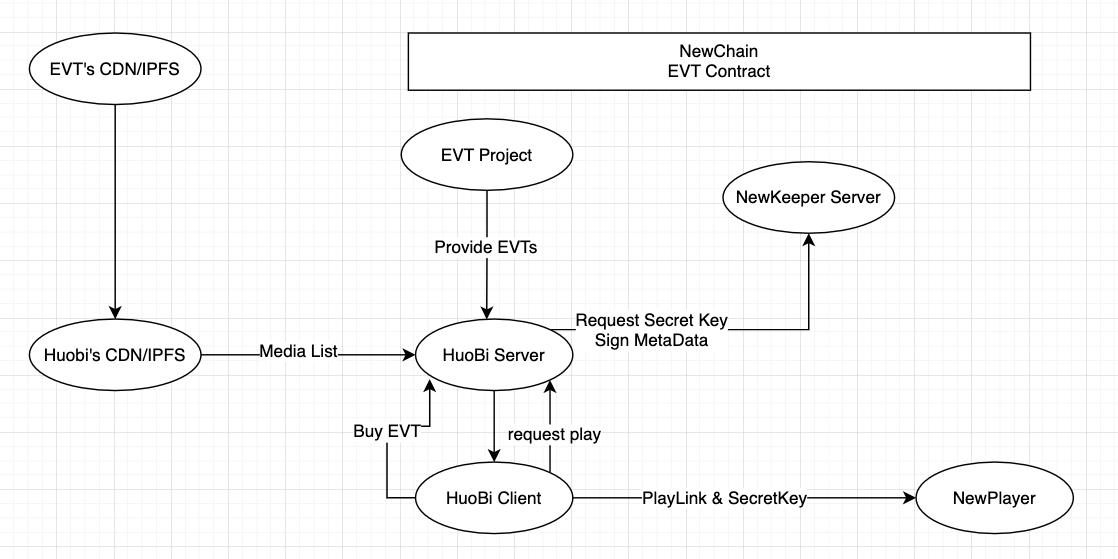 EVT's CDN/IPFS
NewChain
EVT Contract
EVT Project
NewKeeper Server
Provide EVTs
Request Secret Key
Sign MetaData
Huobi's CDN/IPFS
Media List
HuoBi Server
Buy EVT
request play
HuoBi Client
PlayLink & SecretKey
NewPlayer